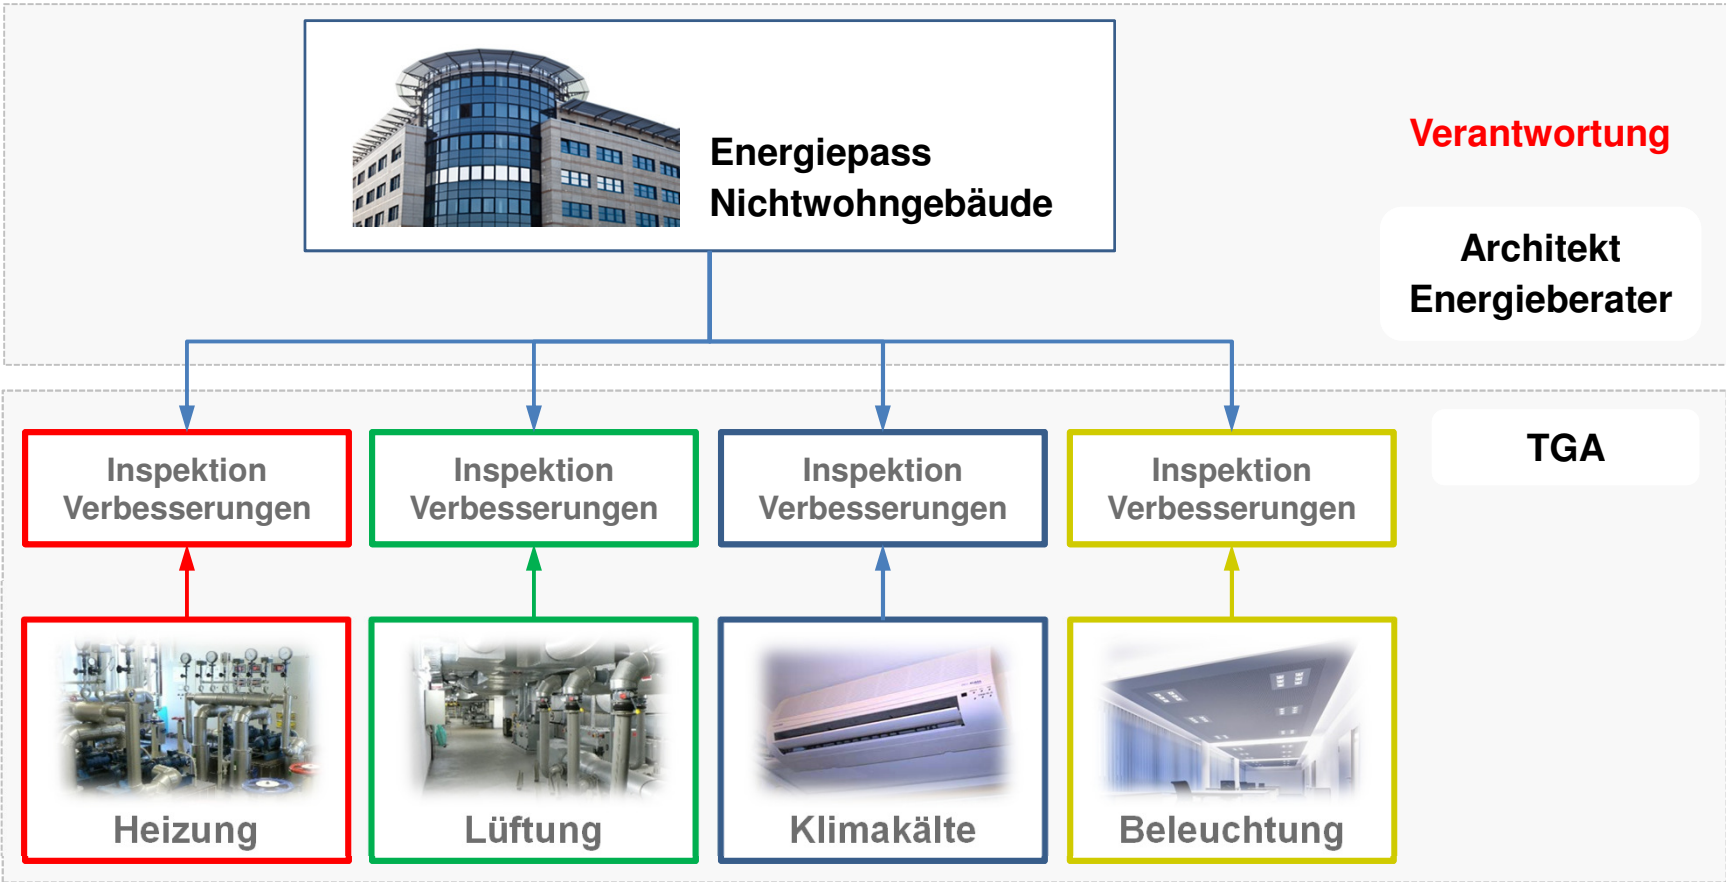 Energiepass
Nichtwohngebäude
Verantwortung
Architekt
Energieberater
TGA
Inspektion
Verbesserungen
Inspektion
Verbesserungen
Inspektion
Verbesserungen
Inspektion
Verbesserungen
Heizung
Lüftung
Klimakälte
Beleuchtung